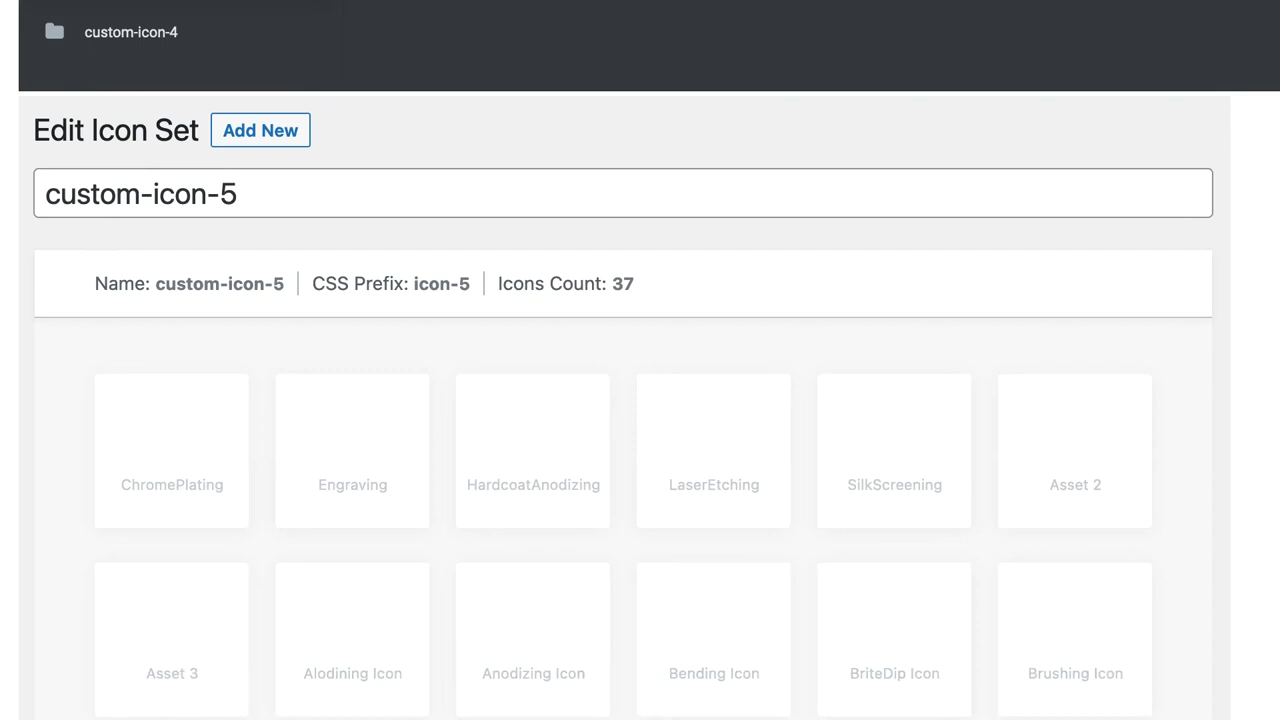 custom-icon-4
Edit Icon Set Add New
custom-icon-5
Name: custom-icon-5 CSS Prefix: icon-5 Icons Count: 37
ChromePlating Engraving HardcoatAnodizing LaserEtching SilkScreening Asset 2
Asset 3 Alodining Icon Anodizing Icon Bending Icon BriteDip Icon Brushing Icon